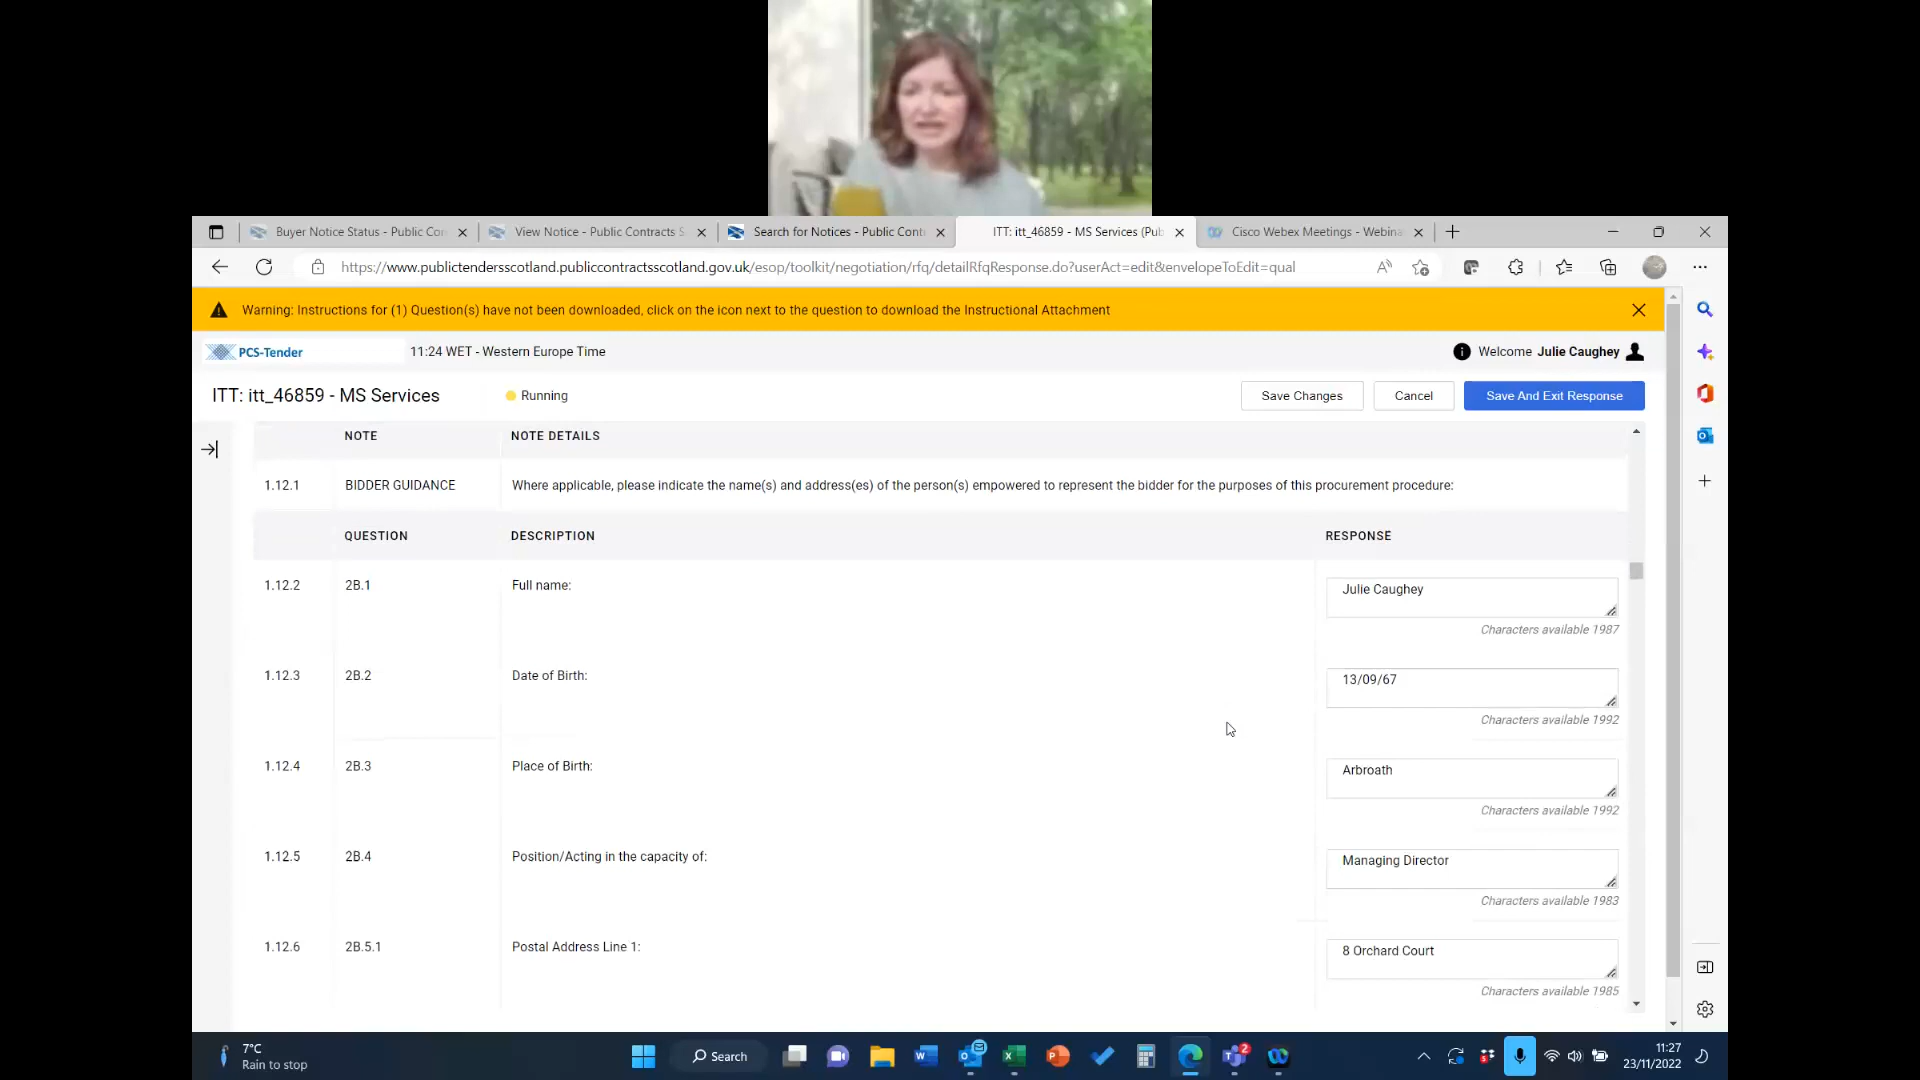 Buyer Notice Status - Public Con
View Notice - Public Contracts S
Search for Notices - Public Cont
ITT: itt_46859 - MS Services (Pub
Cisco Webex Meetings - Webina
https://www.publictendersscotland.publiccontractsscotland.gov.uk/esop/toolkit/negotiation/rfq/detailRfqResponse.do?userAct=edit&envelopeToEdit=qual
Warning: Instructions for (1) Question(s) have not been downloaded, click on the icon next to the question to download the Instructional Attachment
PCS-Tender
11:24 WET - Western Europe Time
Welcome Julie Caughey
ITT: itt_46859 - MS Services
Running
Save Changes
Cancel
Save And Exit Response
NOTE NOTE DETAILS
1.12.1 BIDDER GUIDANCE Where applicable, please indicate the name(s) and address(es) of the person(s) empowered to represent the bidder for the purposes of this procurement procedure:
QUESTION DESCRIPTION RESPONSE
1.12.2 2B.1 Full name: Julie Caughey
Characters available 1987
1.12.3 2B.2 Date of Birth: 13/09/67
Characters available 1992
1.12.4 2B.3 Place of Birth: Arbroath
Characters available 1992
1.12.5 2B.4 Position/Acting in the capacity of: Managing Director
Characters available 1983
1.12.6 2B.5.1 Postal Address Line 1: 8 Orchard Court
Characters available 1985
7°C
Rain to stop
Search
2
11:27
23/11/2022